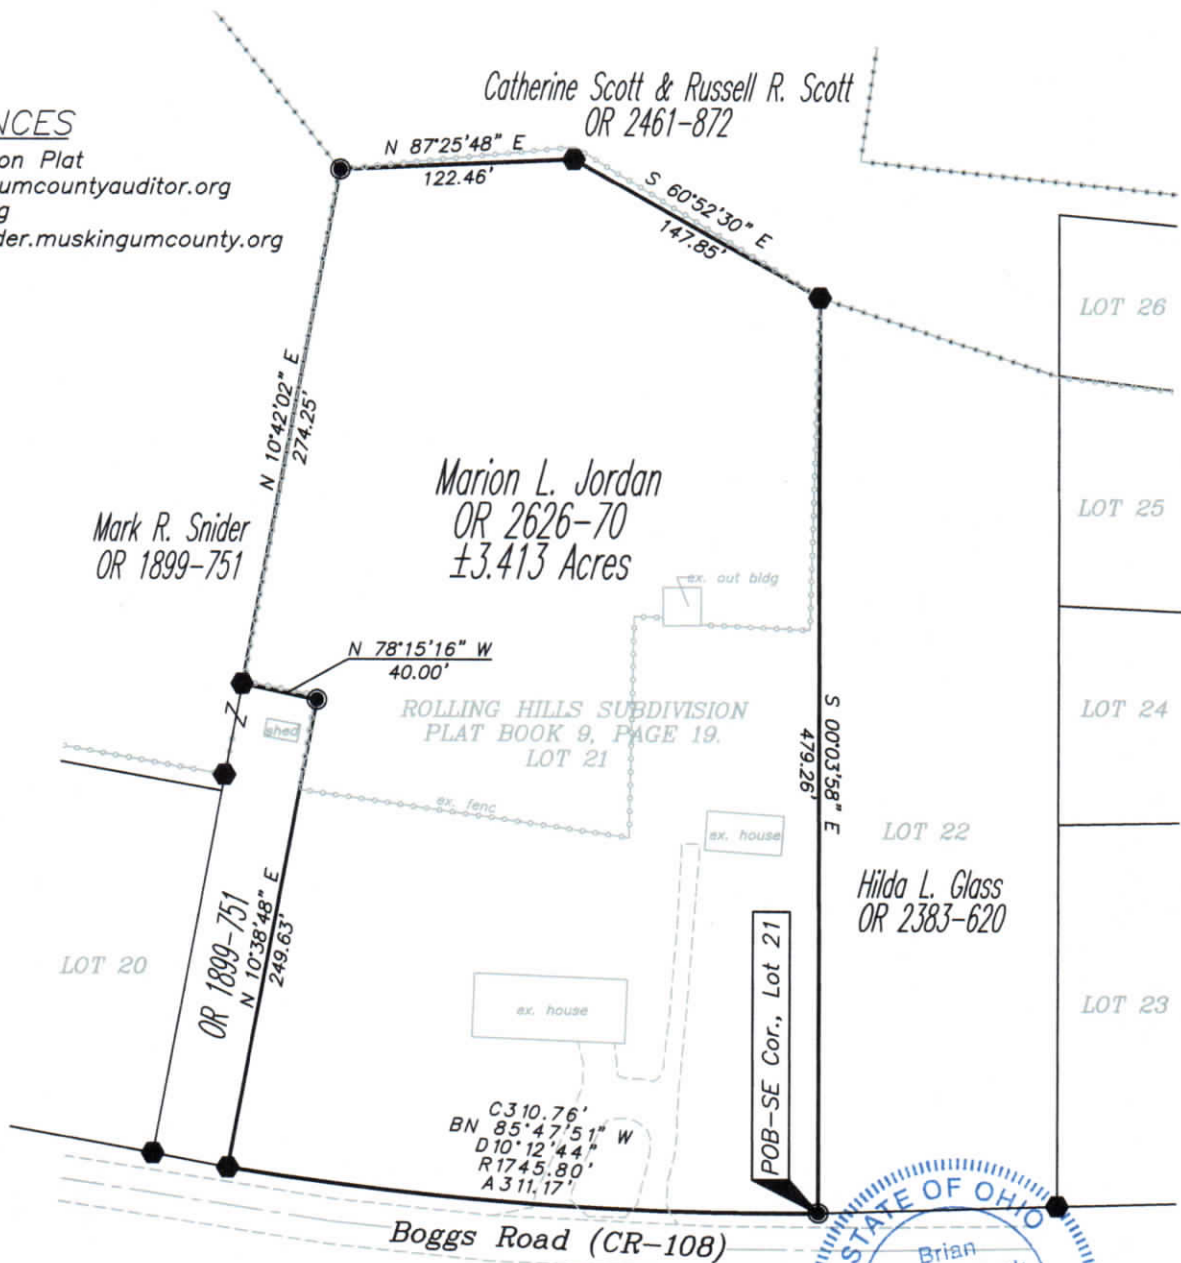 Catherine Scott & Russell R. Scott
OR 2461-872
NCES
on Plat
umcountyauditor.org
g
der.muskingumcounty.org
N 87°25'48" E
122.46'
S 60°52'30" E
147.85'
LOT 26
N 10°42'02" E
274.25'
Marion L. Jordan
OR 2626-70
±3.413 Acres
Mark R. Snider
OR 1899-751
LOT 25
ex. out bldg
N 78°15'16" W
40.00'
Z
shed
ROLLING HILLS SUBDIVISION
PLAT BOOK 9, PAGE 19.
LOT 21
S 00°03'58" E
479.26'
LOT 24
ex. fenc
ex. house
LOT 22
Hilda L. Glass
OR 2383-620
OR 1899-751
N 10°38'48" E
249.63'
LOT 20
ex. house
POB-SE Cor., Lot 21
LOT 23
C310.76'
BN 85°47'51" W
D10°12'44"
R1745.80'
A311.17'
Boggs Road (CR-108)
STATE OF OHIO
Brian